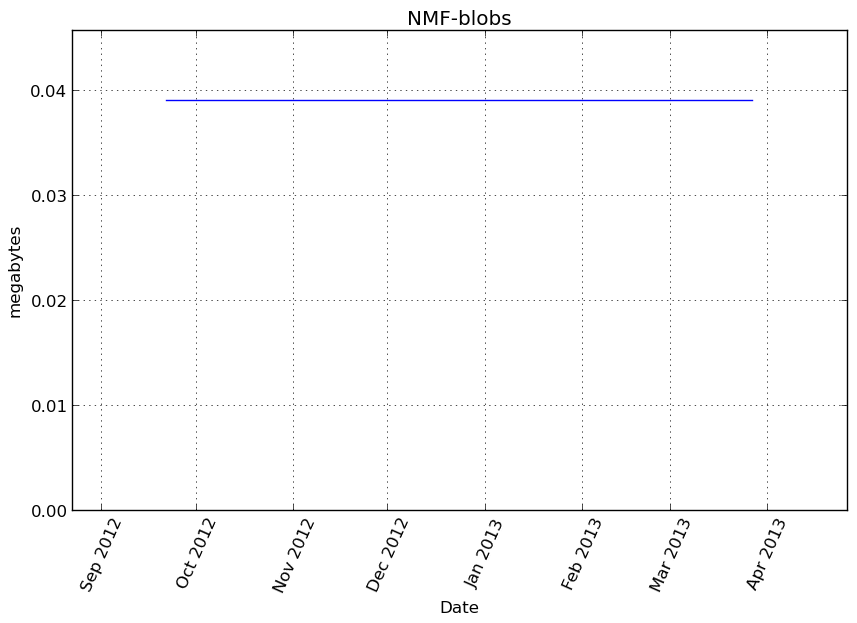 NMF-blobs
megabytes
0.04
0.03
0.02
0.01
0.00
Sep 2012
Oct 2012
Nov 2012
Dec 2012
Jan 2013
Feb 2013
Mar 2013
Apr 2013
Date